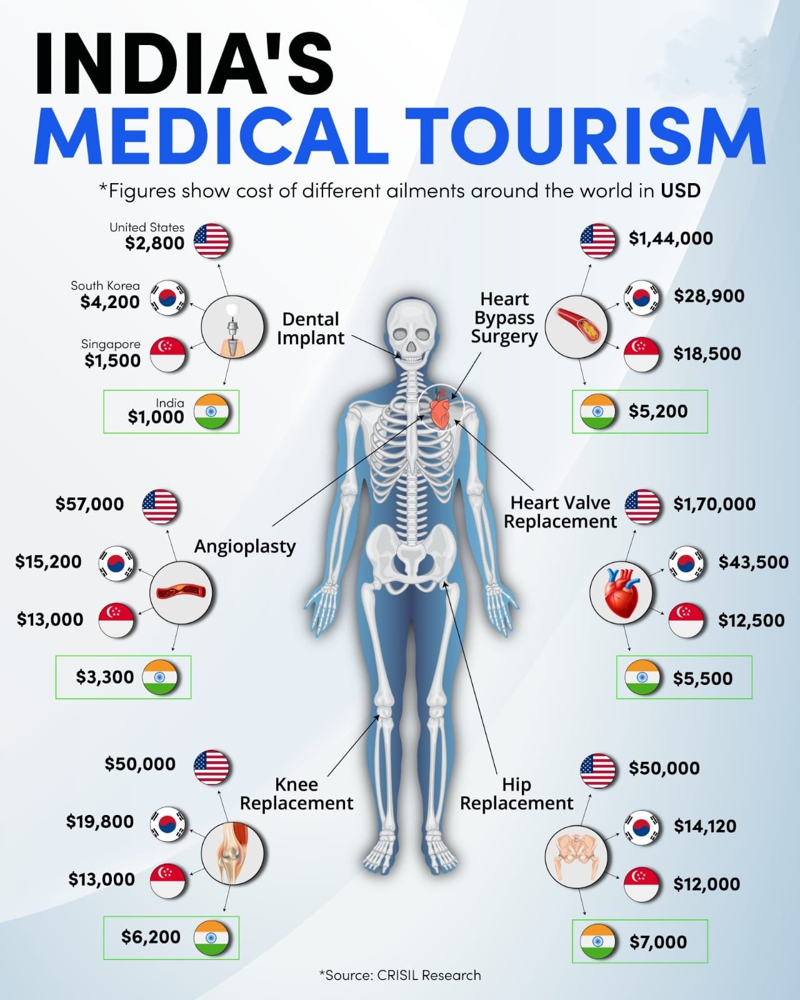 INDIA'S
MEDICAL TOURISM
*Figures show cost of different ailments around the world in USD
United States
$2,800
South Korea
$4,200
Singapore
$1,500
India
$1,000
Dental
Implant
Heart
Bypass
Surgery
$1,44,000
$28,900
$18,500
$5,200
$57,000
$15,200
$13,000
$3,300
Angioplasty
Heart Valve
Replacement
$1,70,000
$43,500
$12,500
$5,500
$50,000
$19,800
$13,000
$6,200
Knee
Replacement
Hip
Replacement
$50,000
$14,120
$12,000
$7,000
*Source: CRISIL Research